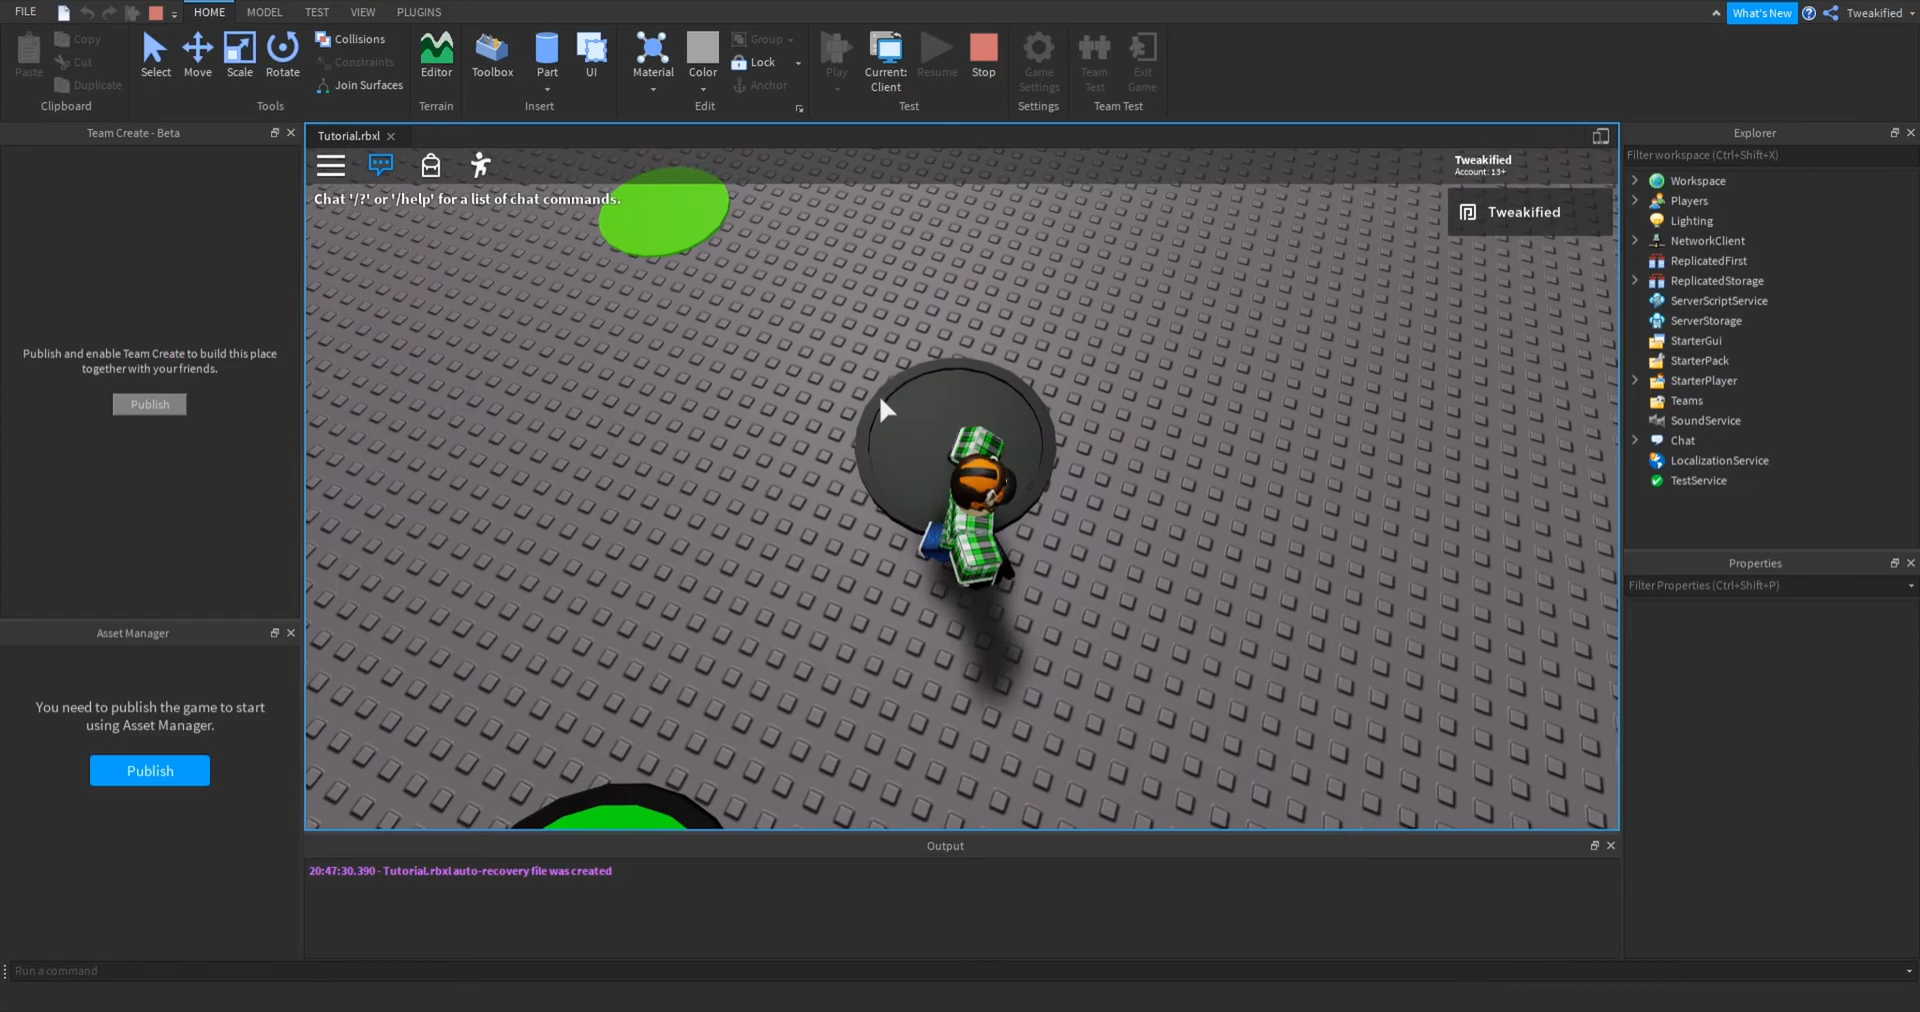 FILE
HOME
MODEL
TEST
VIEW
PLUGINS
What's New
Tweakified
Paste
Copy
Cut
Duplicate
Clipboard
Select
Move
Scale
Rotate
Collisions
Constraints
Join Surfaces
Tools
Editor
Terrain
Toolbox
Part
UI
Insert
Material
Color
Group
Lock
Anchor
Edit
Play
Current:
Client
Resume
Stop
Test
Game
Settings
Settings
Team
Test
Exit
Game
Team Test
Team Create - Beta
Publish and enable Team Create to build this place
together with your friends.
Publish
Asset Manager
You need to publish the game to start
using Asset Manager.
Publish
Tutorial.rbxl
Chat '/?' or '/help' for a list of chat commands.
Tweakified
Account: 13+
Tweakified
Output
20:47:30.390 - Tutorial.rbxl auto-recovery file was created
Explorer
Filter workspace (Ctrl+Shift+X)
Workspace
Players
Lighting
NetworkClient
ReplicatedFirst
ReplicatedStorage
ServerScriptService
ServerStorage
StarterGui
StarterPack
StarterPlayer
Teams
SoundService
Chat
LocalizationService
TestService
Properties
Filter Properties (Ctrl+Shift+P)
Run a command